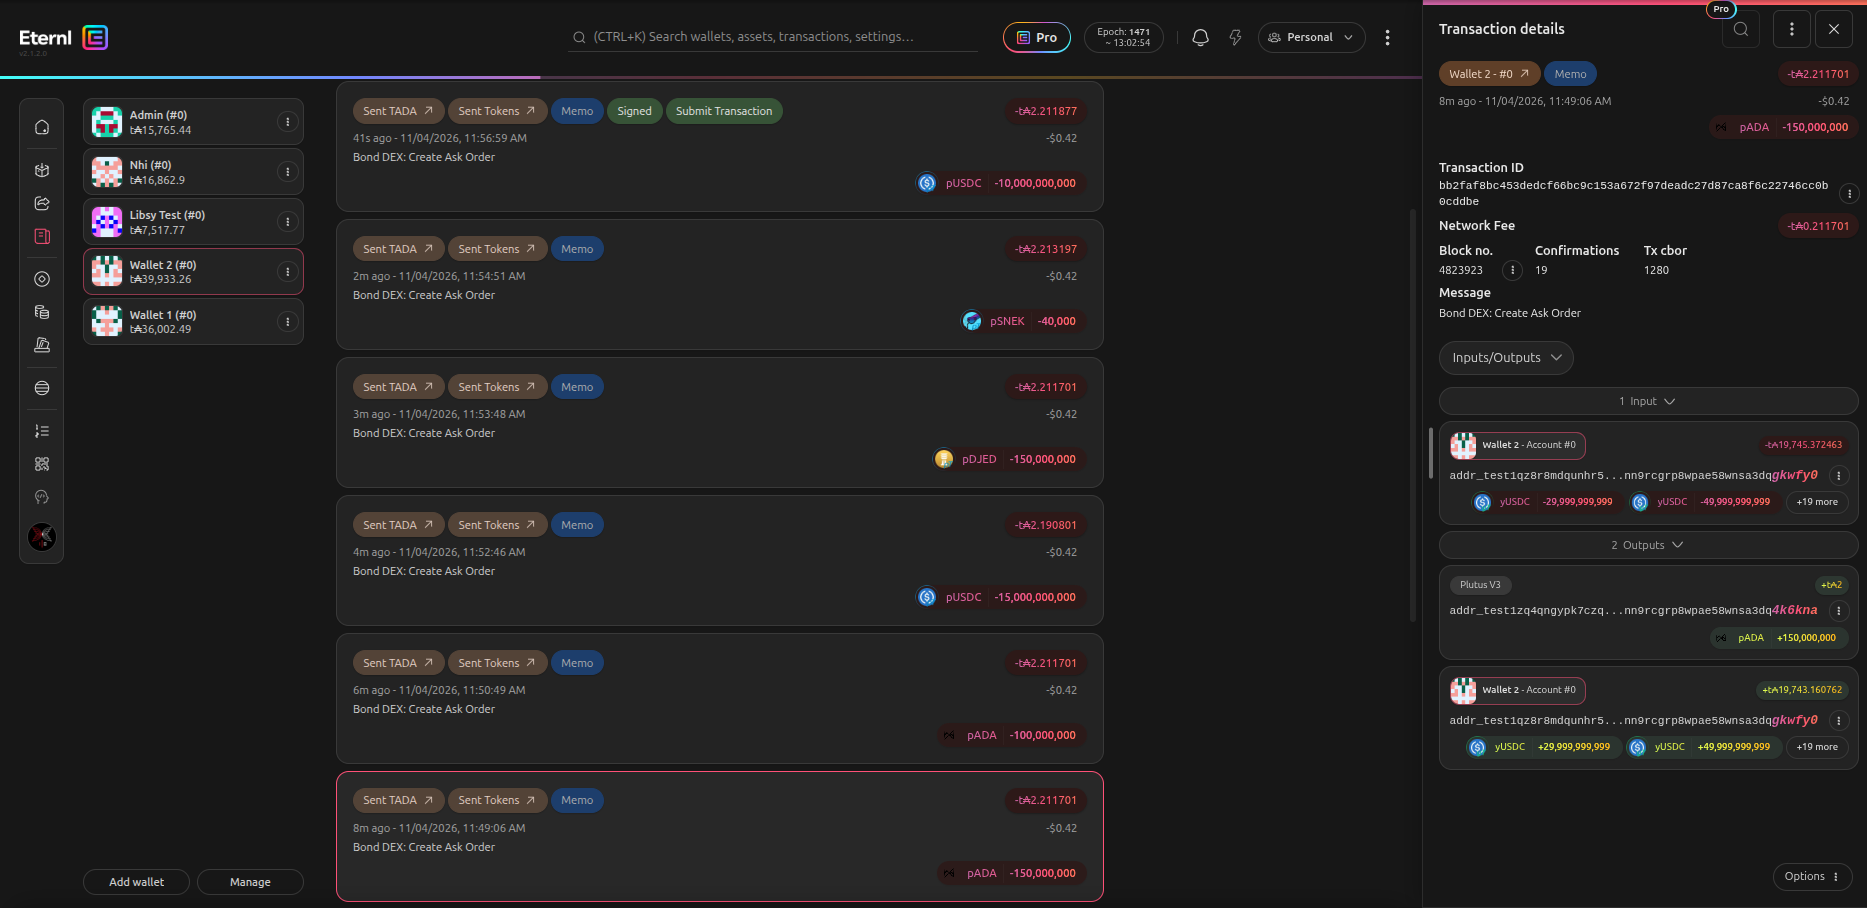 Eternl
v2.1.2.0
(CTRL+K) Search wallets, assets, transactions, settings...
Pro
Epoch: 1471
~ 13:02:54
Personal
Admin (#0)
t₳15,765.44
Nhi (#0)
t₳16,862.9
Libsy Test (#0)
t₳7,517.77
Wallet 2 (#0)
t₳39,933.26
Wallet 1 (#0)
t₳36,002.49
Add wallet
Manage
Sent TADA Sent Tokens Memo Signed Submit Transaction -t₳2.211877
41s ago - 11/04/2026, 11:56:59 AM -$0.42
Bond DEX: Create Ask Order
pUSDC -10,000,000,000
Sent TADA Sent Tokens Memo -t₳2.213197
2m ago - 11/04/2026, 11:54:51 AM -$0.42
Bond DEX: Create Ask Order
pSNEK -40,000
Sent TADA Sent Tokens Memo -t₳2.211701
3m ago - 11/04/2026, 11:53:48 AM -$0.42
Bond DEX: Create Ask Order
pDJED -150,000,000
Sent TADA Sent Tokens Memo -t₳2.190801
4m ago - 11/04/2026, 11:52:46 AM -$0.42
Bond DEX: Create Ask Order
pUSDC -15,000,000,000
Sent TADA Sent Tokens Memo -t₳2.211701
6m ago - 11/04/2026, 11:50:49 AM -$0.42
Bond DEX: Create Ask Order
pADA -100,000,000
Sent TADA Sent Tokens Memo -t₳2.211701
8m ago - 11/04/2026, 11:49:06 AM -$0.42
Bond DEX: Create Ask Order
pADA -150,000,000
Pro
Transaction details
Wallet 2 - #0 Memo -t₳2.211701
8m ago - 11/04/2026, 11:49:06 AM -$0.42
pADA -150,000,000
Transaction ID
bb2faf8bc453dedcf66bc9c153a672f97deadc27d87ca8f6c22746cc0b
0cddbe
Network Fee -t₳0.211701
Block no. Confirmations Tx cbor
4823923 19 1280
Message
Bond DEX: Create Ask Order
Inputs/Outputs
1 Input
Wallet 2 - Account #0 -t₳19,745.372463
addr_test1qz8r8mdqunhr5...nn9rcgrp8wpae58wnsa3dqgkwfy0
yUSDC -29,999,999,999 yUSDC -49,999,999,999 +19 more
2 Outputs
Plutus V3 +t₳2
addr_test1zq4qngypk7czq...nn9rcgrp8wpae58wnsa3dq4k6kna
pADA +150,000,000
Wallet 2 - Account #0 +t₳19,743.160762
addr_test1qz8r8mdqunhr5...nn9rcgrp8wpae58wnsa3dqgkwfy0
yUSDC +29,999,999,999 yUSDC +49,999,999,999 +19 more
Options